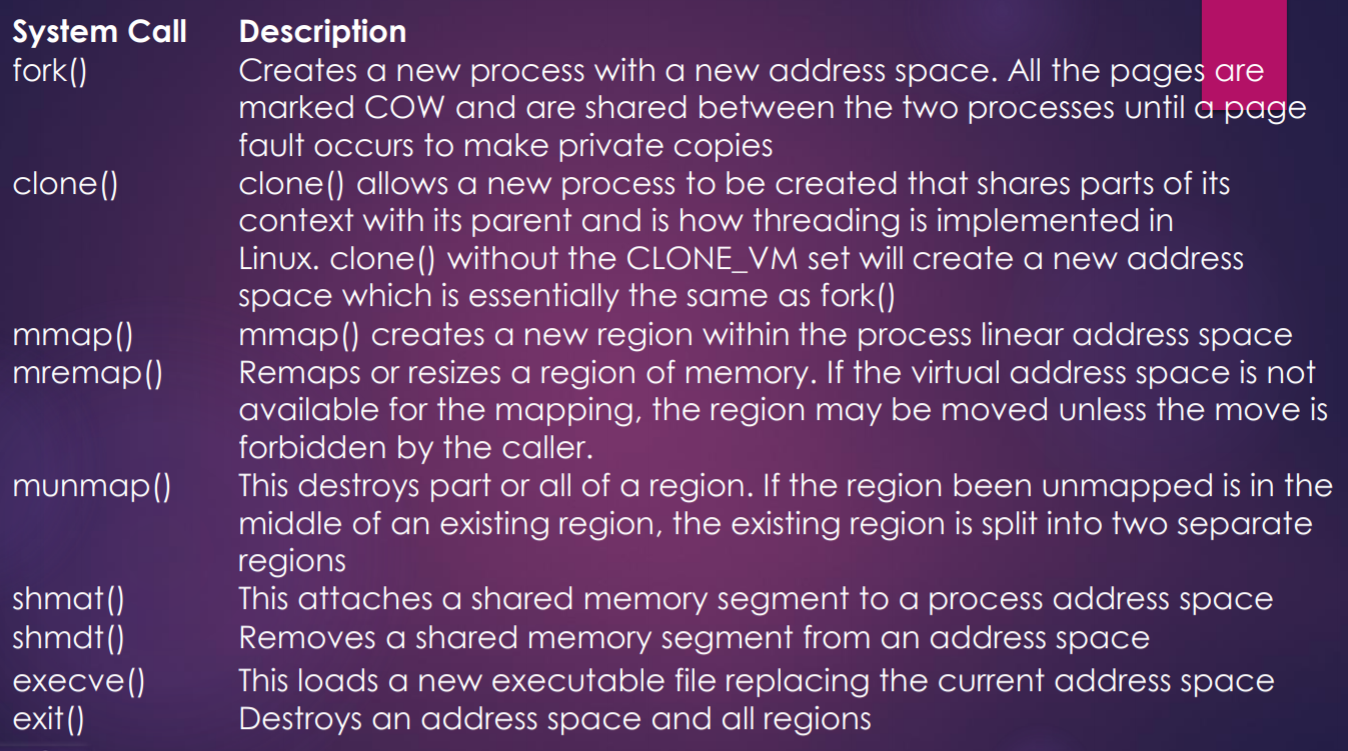 System Call Description
fork() Creates a new process with a new address space. All the pages are
marked COW and are shared between the two processes until a page
fault occurs to make private copies
clone() clone() allows a new process to be created that shares parts of its
context with its parent and is how threading is implemented in
Linux. clone() without the CLONE_VM set will create a new address
space which is essentially the same as fork()
mmap() mmap() creates a new region within the process linear address space
mremap() Remaps or resizes a region of memory. If the virtual address space is not
available for the mapping, the region may be moved unless the move is
forbidden by the caller.
munmap() This destroys part or all of a region. If the region been unmapped is in the
middle of an existing region, the existing region is split into two separate
regions
shmat() This attaches a shared memory segment to a process address space
shmdt() Removes a shared memory segment from an address space
execve() This loads a new executable file replacing the current address space
exit() Destroys an address space and all regions